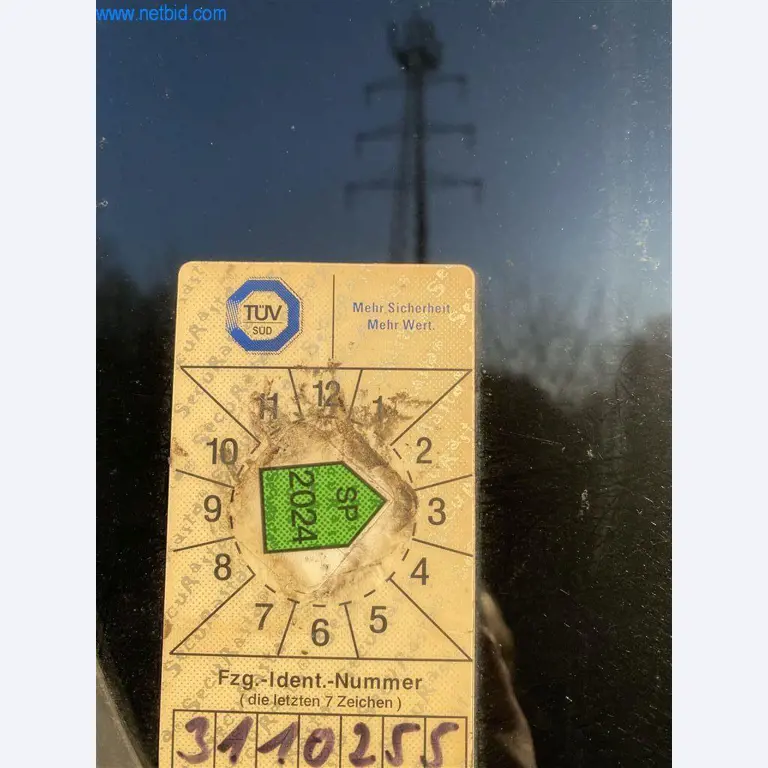 www.netbid.com
TÜV
SÜD
Mehr Sicherheit.
Mehr Wert.
11 12 1
10 2
9 3
8 4
7 6 5
SP
2024
Fzg.-Ident.-Nummer
( die letzten 7 Zeichen )
3110255